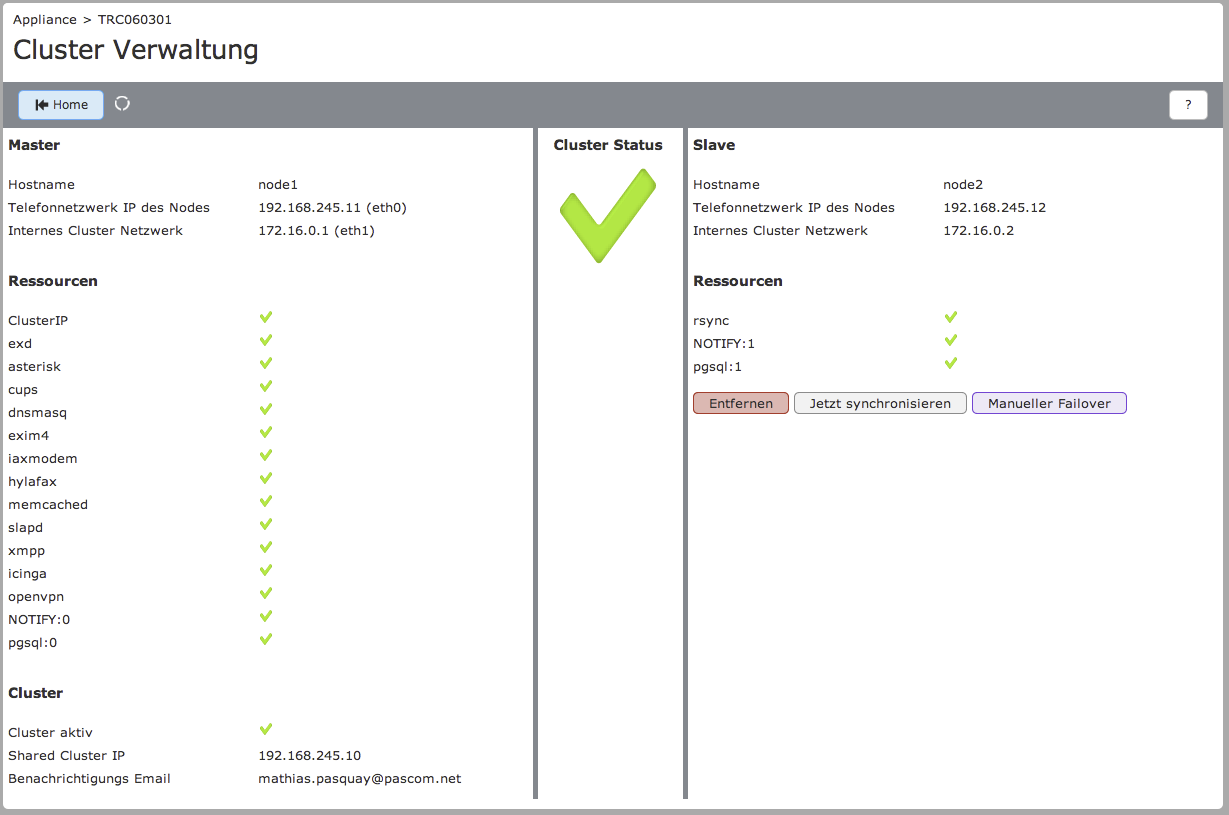 Appliance > TRC060301
Cluster Verwaltung
Home
?
Master
Hostname node1
Telefonnetzwerk IP des Nodes 192.168.245.11 (eth0)
Internes Cluster Netzwerk 172.16.0.1 (eth1)
Ressourcen
ClusterIP
exd
asterisk
cups
dnsmasq
exim4
iaxmodem
hylafax
memcached
slapd
xmpp
icinga
openvpn
NOTIFY:0
pgsql:0
Cluster
Cluster aktiv
Shared Cluster IP 192.168.245.10
Benachrichtigungs Email mathias.pasquay@pascom.net
Cluster Status
Slave
Hostname node2
Telefonnetzwerk IP des Nodes 192.168.245.12
Internes Cluster Netzwerk 172.16.0.2
Ressourcen
rsync
NOTIFY:1
pgsql:1
Entfernen Jetzt synchronisieren Manueller Failover